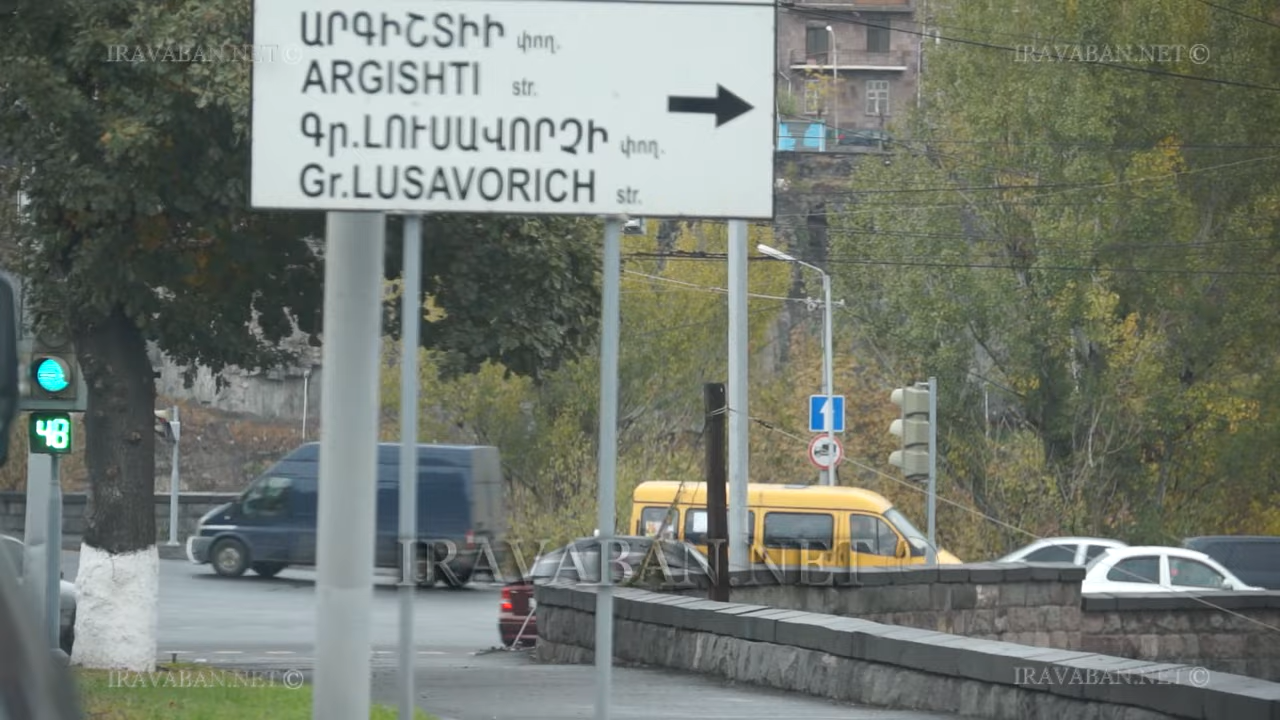 ԱՐԳԻՇՏԻԻ փող.
ARGISHTI str.
Գր.ԼՈՒՍԱՎՈՐՉԻ փող.
Gr.LUSAVORICH str.
IRAVABAN.NET©
IRAVABAN.NET©
48
IRAVABAN.NET
IRAVABAN.NET©
IRAVABAN.NET©